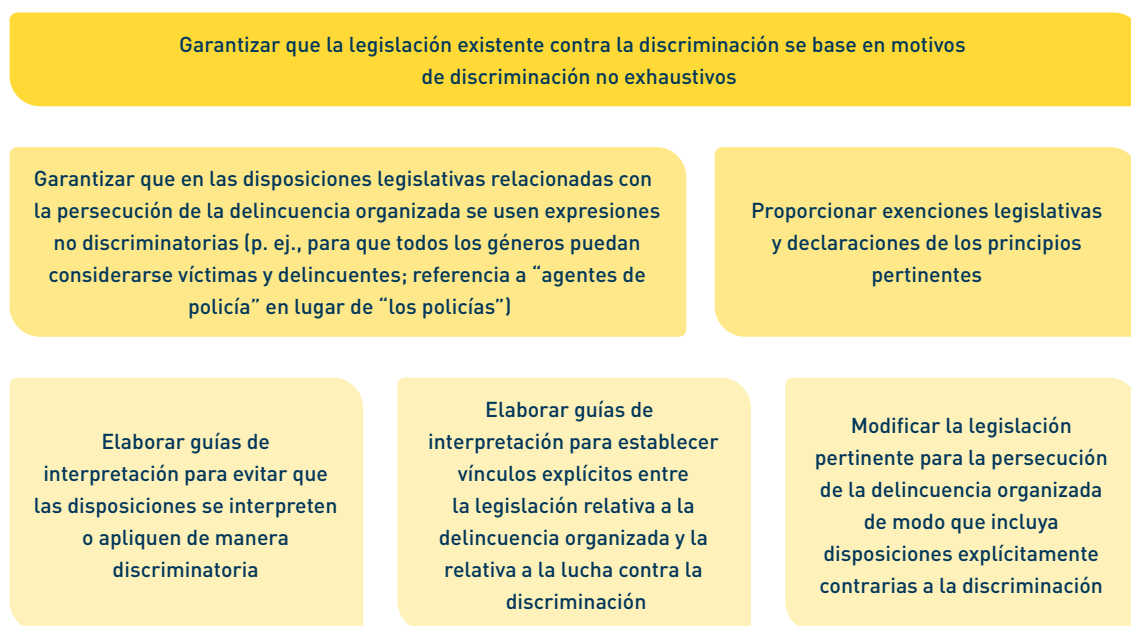 Garantizar que la legislación existente contra la discriminación se base en motivos
de discriminación no exhaustivos
Garantizar que en las disposiciones legislativas relacionadas con
la persecución de la delincuencia organizada se usen expresiones
no discriminatorias (p. ej., para que todos los géneros puedan
considerarse víctimas y delincuentes; referencia a “agentes de
policía” en lugar de “los policías”)
Proporcionar exenciones legislativas
y declaraciones de los principios
pertinentes
Elaborar guías de
interpretación para evitar que
las disposiciones se interpreten
o apliquen de manera
discriminatoria
Elaborar guías de
interpretación para establecer
vínculos explícitos entre
la legislación relativa a la
delincuencia organizada y la
relativa a la lucha contra la
discriminación
Modificar la legislación
pertinente para la persecución
de la delincuencia organizada
de modo que incluya
disposiciones explícitamente
contrarias a la discriminación